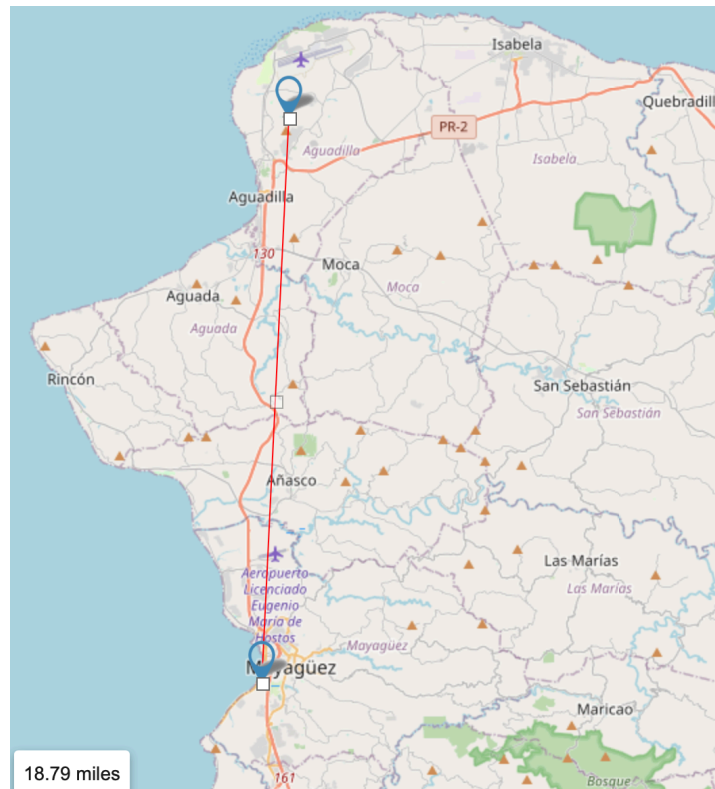 Isabela
Quebradill
PR-2
Aguadilla
Isabela
Aguadilla
130
Moca
Moca
Aguada
Aguada
Rincón
San Sebastián
San Sebastián
Añasco
Las Marías
Aeropuerto
Licenciado
Eugenio
María de
Hostos
Las Marías
Mayagüez
Mayagüez
Maricao
18.79 miles
161
Bosque